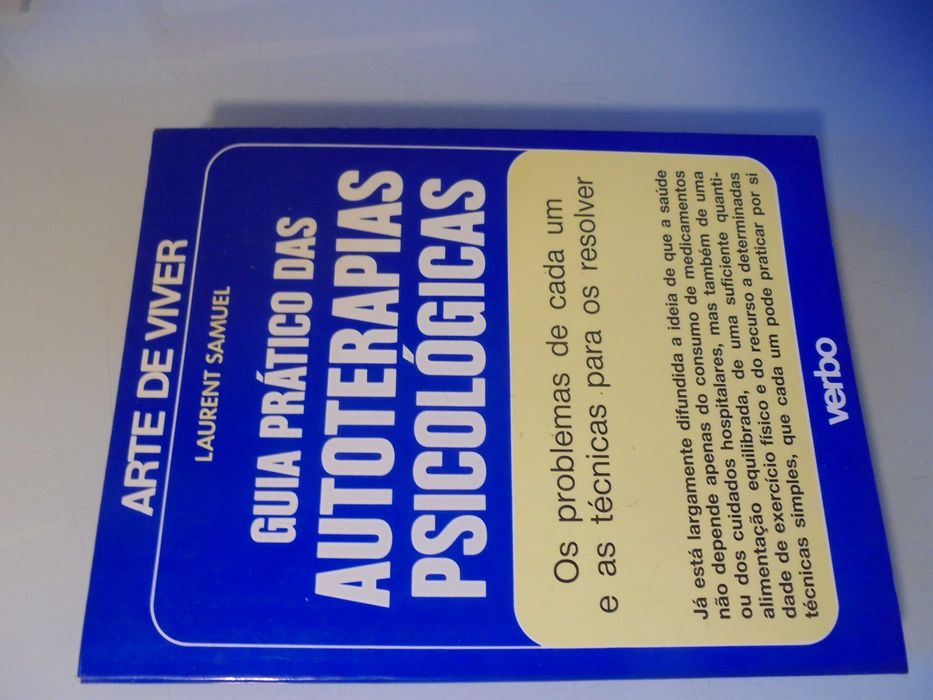 ARTE DE VIVER
LAURENT SAMUEL
GUIA PRÁTICO DAS
AUTOTERAPIAS
PSICOLÓGICAS
Os problemas de cada um
e as técnicas para os resolver
Já está largamente difundida a ideia de que a saúde
não depende apenas do consumo de medicamentos
ou dos cuidados hospitalares, mas também de uma
alimentação equilibrada, de uma suficiente quanti-
dade de exercício físico e do recurso a determinadas
técnicas simples, que cada um pode praticar por si
verbo